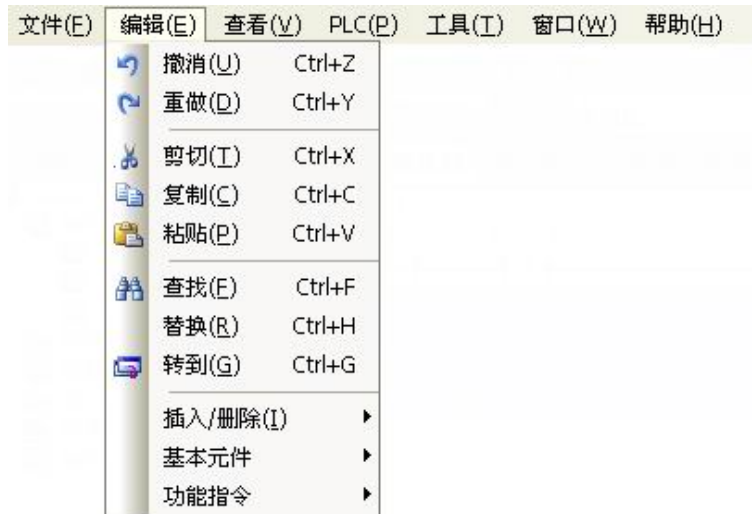 文件(F) 编辑(E) 查看(V) PLC(P) 工具(T) 窗口(W) 帮助(H)
撤消(U) Ctrl+Z
重做(D) Ctrl+Y
剪切(T) Ctrl+X
复制(C) Ctrl+C
粘贴(P) Ctrl+V
查找(F) Ctrl+F
替换(R) Ctrl+H
转到(G) Ctrl+G
插入/删除(I)
基本元件
功能指令